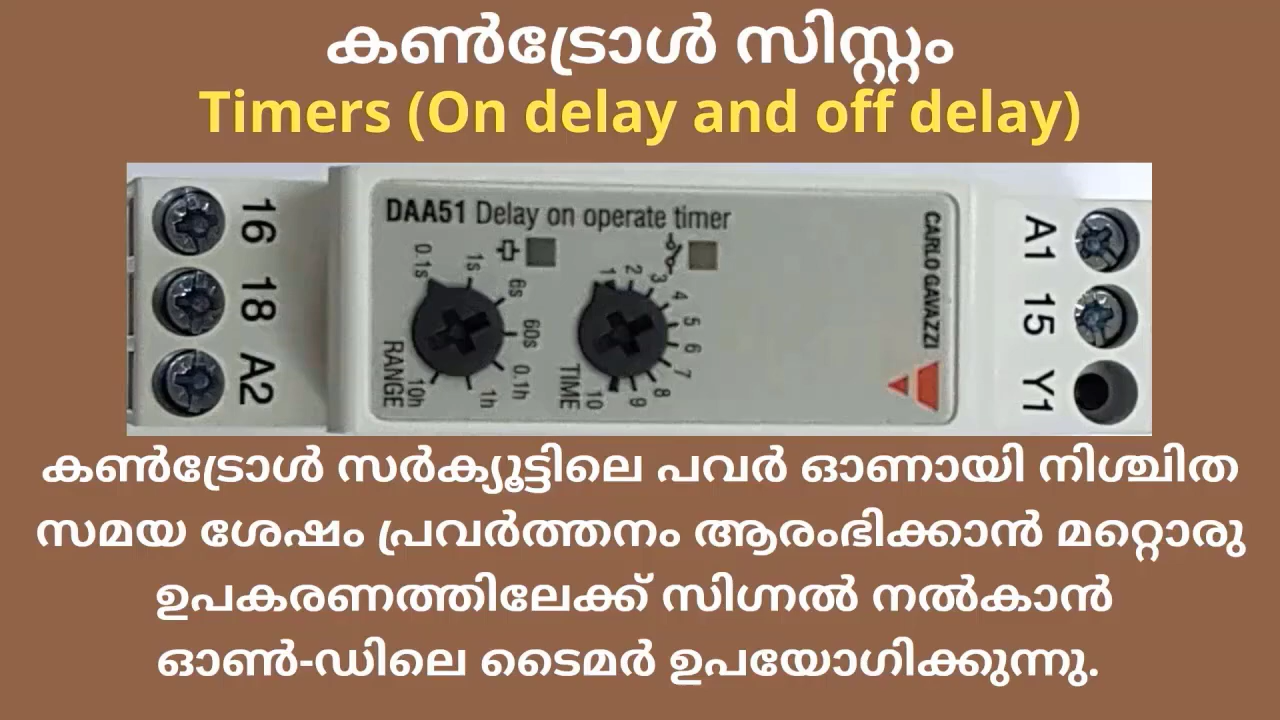 കൺട്രോൾ സിസ്റ്റം
Timers (On delay and off delay)
DAA51 Delay on operate timer
16
18
A2
0.1s
1s
6s
60s
0.1h
1h
10h
RANGE
1
2
3
4
5
6
7
8
9
10
TIME
CARLO GAVAZZI
A1
15
Y1
കൺട്രോൾ സർക്യൂട്ടിലെ പവർ ഓണായി നിശ്ചിത
സമയ ശേഷം പ്രവർത്തനം ആരംഭിക്കാൻ മറ്റൊരു
ഉപകരണത്തിലേക്ക് സിഗ്നൽ നൽകാൻ
ഓൺ-ഡിലെ ടൈമർ ഉപയോഗിക്കുന്നു.